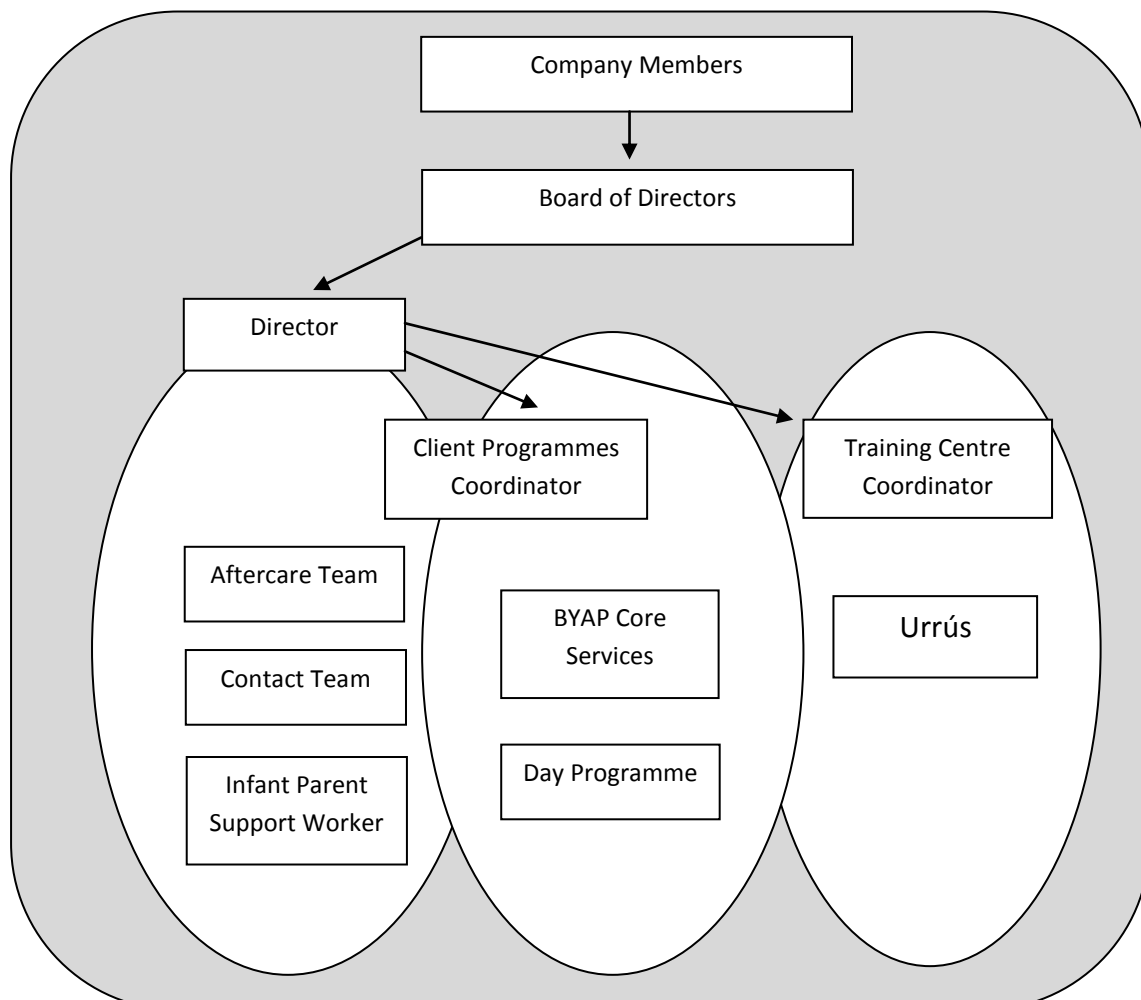 Company Members
Board of Directors
Director
Client Programmes
Coordinator
Training Centre
Coordinator
Aftercare Team
Contact Team
Infant Parent
Support Worker
BYAP Core
Services
Day Programme
Urrús